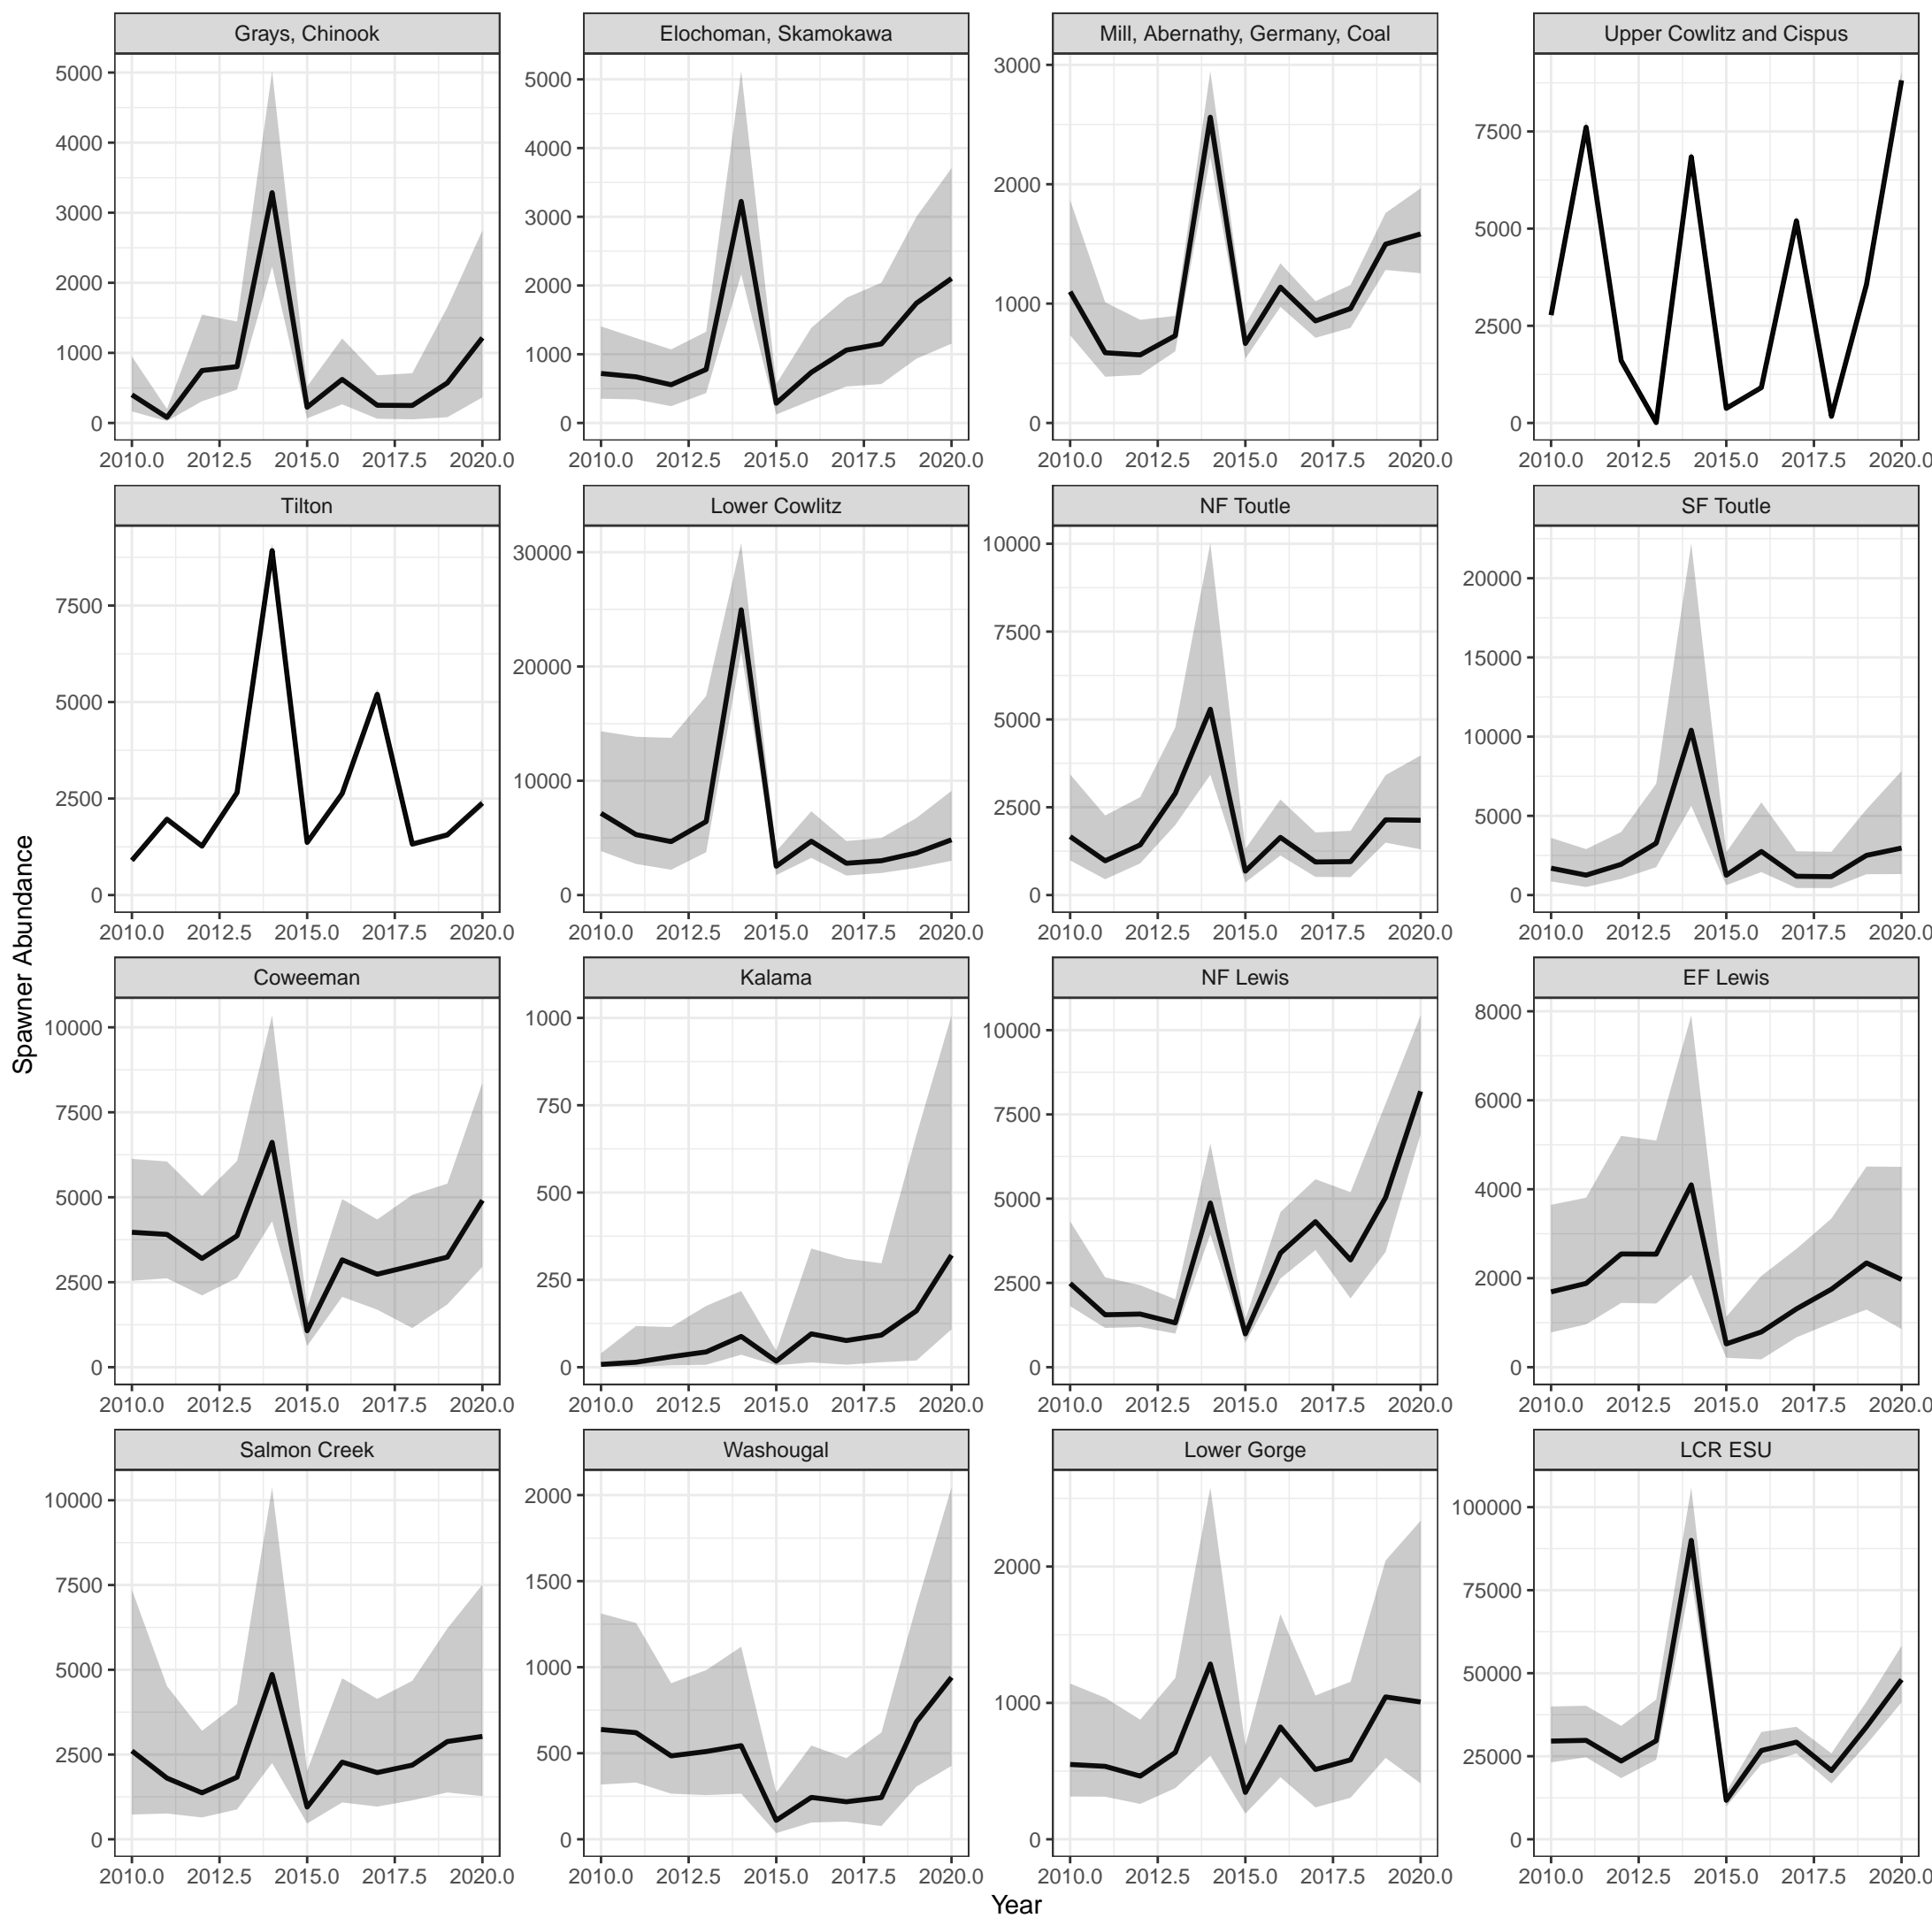 Grays, Chinook
Elochoman, Skamokawa
Mill, Abernathy, Germany, Coal
Upper Cowlitz and Cispus
5000
4000
3000
2000
1000
0
5000
4000
3000
2000
1000
0
3000
2000
1000
0
7500
5000
2500
0
2010.0 2012.5 2015.0 2017.5 2020.0
2010.0 2012.5 2015.0 2017.5 2020.0
2010.0 2012.5 2015.0 2017.5 2020.0
2010.0 2012.5 2015.0 2017.5 2020.0
Tilton
Lower Cowlitz
NF Toutle
SF Toutle
7500
5000
2500
0
30000
20000
10000
0
10000
7500
5000
2500
0
20000
15000
10000
5000
0
2010.0 2012.5 2015.0 2017.5 2020.0
2010.0 2012.5 2015.0 2017.5 2020.0
2010.0 2012.5 2015.0 2017.5 2020.0
2010.0 2012.5 2015.0 2017.5 2020.0
Spawner Abundance
Coweeman
Kalama
NF Lewis
EF Lewis
10000
7500
5000
2500
0
1000
750
500
250
0
10000
7500
5000
2500
0
8000
6000
4000
2000
0
2010.0 2012.5 2015.0 2017.5 2020.0
2010.0 2012.5 2015.0 2017.5 2020.0
2010.0 2012.5 2015.0 2017.5 2020.0
2010.0 2012.5 2015.0 2017.5 2020.0
Salmon Creek
Washougal
Lower Gorge
LCR ESU
10000
7500
5000
2500
0
2000
1500
1000
500
0
2000
1000
0
100000
75000
50000
25000
0
2010.0 2012.5 2015.0 2017.5 2020.0
2010.0 2012.5 2015.0 2017.5 2020.0
2010.0 2012.5 2015.0 2017.5 2020.0
2010.0 2012.5 2015.0 2017.5 2020.0
Year